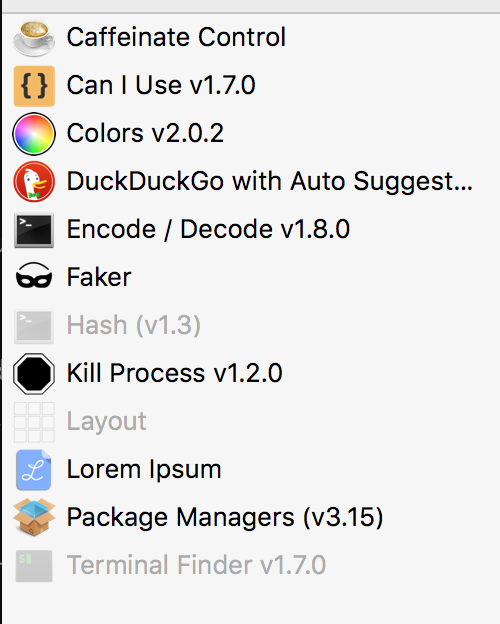 Caffeinate Control
Can I Use v1.7.0
Colors v2.0.2
DuckDuckGo with Auto Suggest...
Encode / Decode v1.8.0
Faker
Hash (v1.3)
Kill Process v1.2.0
Layout
Lorem Ipsum
Package Managers (v3.15)
Terminal Finder v1.7.0